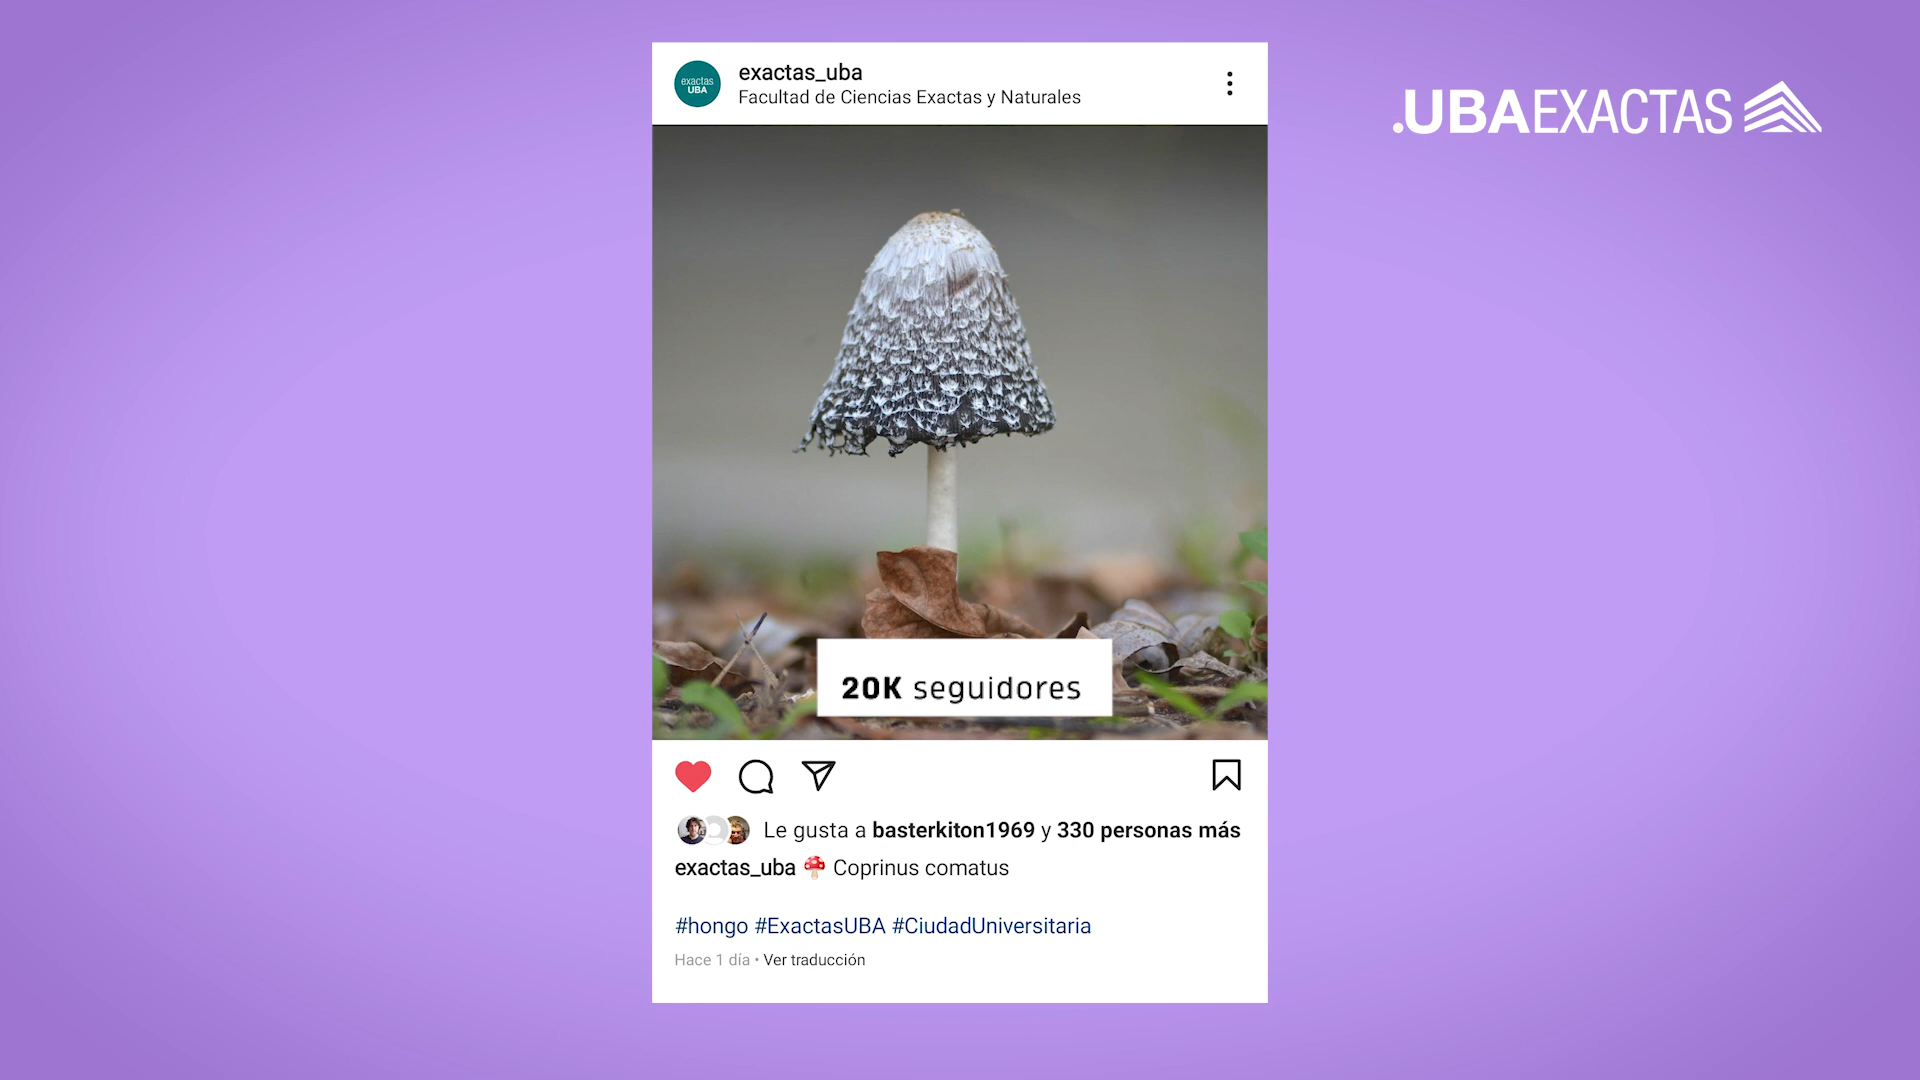 exactas_uba
Facultad de Ciencias Exactas y Naturales
exactas
UBA
.UBAEXACTAS
20K seguidores
Le gusta a basterkiton1969 y 330 personas más
exactas_uba 🍄 Coprinus comatus
#hongo #ExactasUBA #CiudadUniversitaria
Hace 1 día • Ver traducción